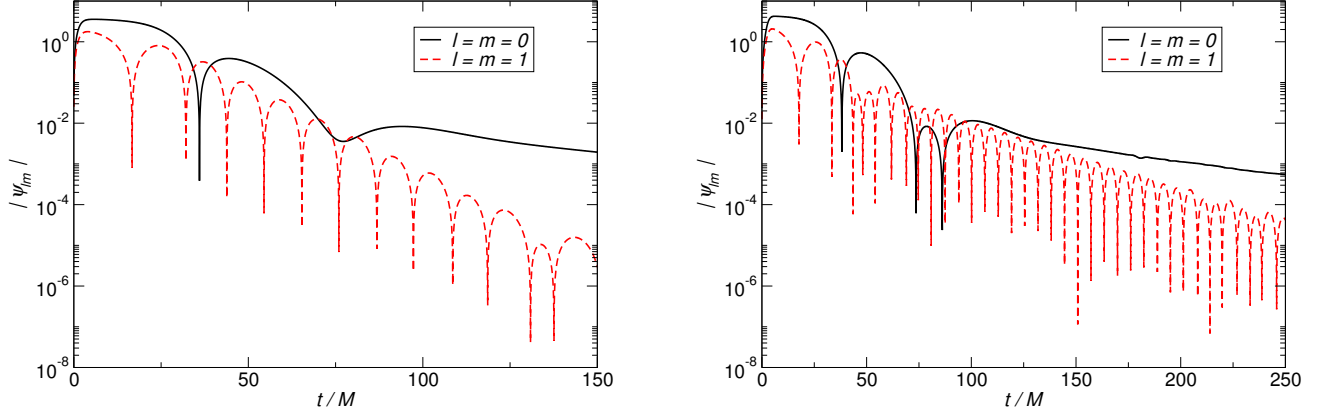 10^0
10^-2
10^-4
10^-6
10^-8
| ψ_lm |
l = m = 0
l = m = 1
0
50
100
150
t / M
10^0
10^-2
10^-4
10^-6
10^-8
| ψ_lm |
l = m = 0
l = m = 1
0
50
100
150
200
250
t / M